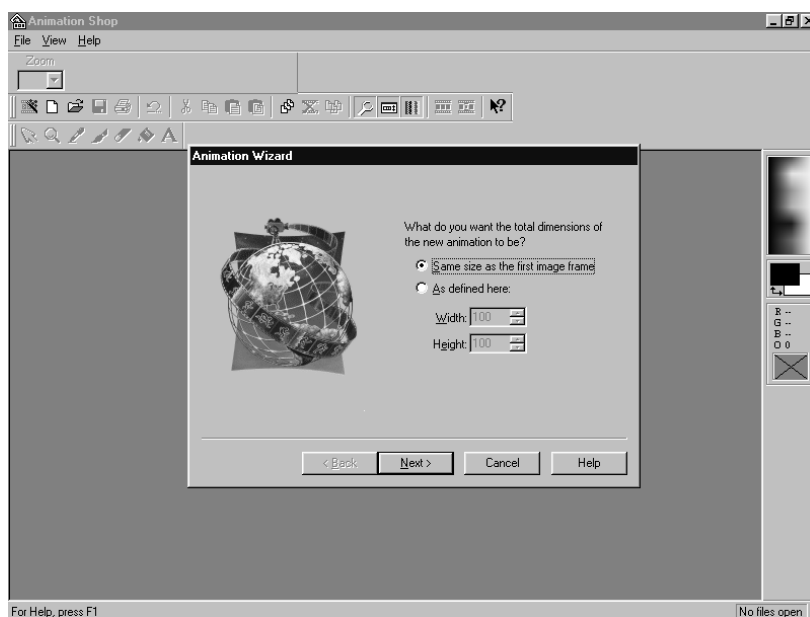 Animation Shop
File View Help
Zoom
Animation Wizard
What do you want the total dimensions of
the new animation to be?
Same size as the first image frame
As defined here:
Width: 100
Height: 100
< Back Next > Cancel Help
R --
G --
B --
O 0
For Help, press F1 No files open